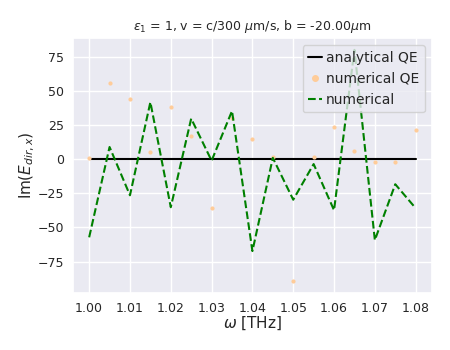 ε₁ = 1, v = c/300 μm/s, b = -20.00μm
analytical QE
numerical QE
numerical
Im(E_{dir,x})
75
50
25
0
−25
−50
−75
1.00 1.01 1.02 1.03 1.04 1.05 1.06 1.07 1.08
ω [THz]